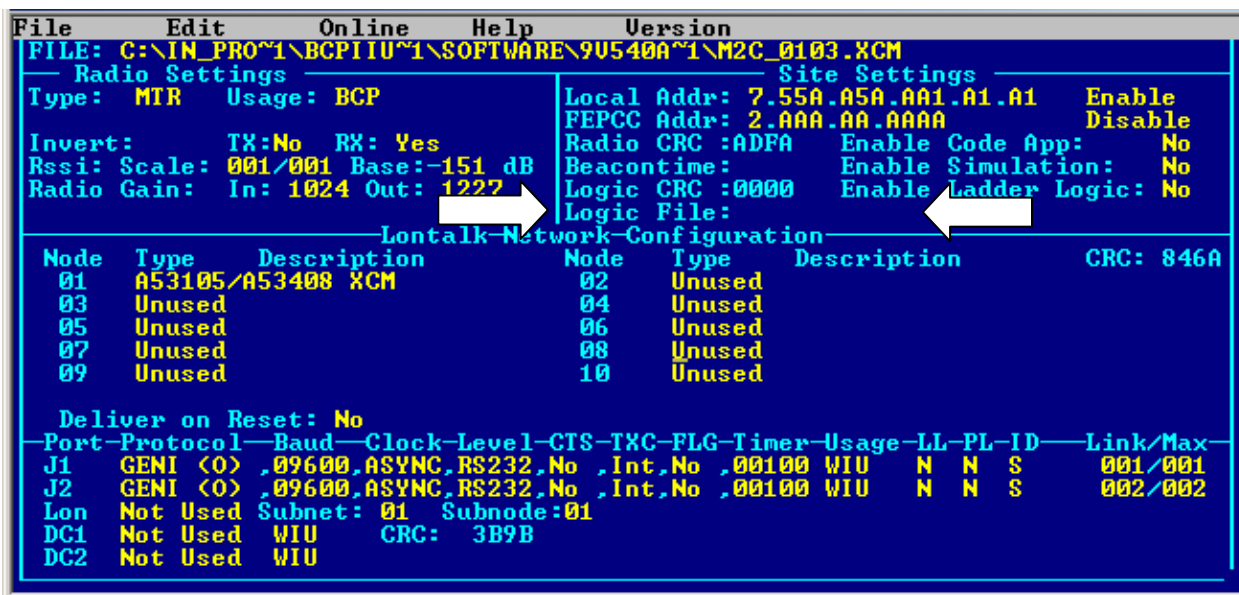 File Edit Online Help Version
FILE: C:\IN_PRO~1\BCPIIU~1\SOFTWARE\9V540A~1\M2C_0103.XCM
Radio Settings Site Settings
Type: MTR Usage: BCP Local Addr: 7.55A.A5A.AA1.A1.A1 Enable
FEPCC Addr: 2.AAA.AA.AAAA Disable
Invert: TX:No RX: Yes Radio CRC :ADFA Enable Code App: No
Rssi: Scale: 001/001 Base:-151 dB Beacontime: Enable Simulation: No
Radio Gain: In: 1024 Out: 1227 Logic CRC :0000 Enable Ladder Logic: No
Logic File:
Lontalk Network Configuration
Node Type Description Node Type Description CRC: 846A
01 A53105/A53408 XCM 02 Unused
03 Unused 04 Unused
05 Unused 06 Unused
07 Unused 08 Unused
09 Unused 10 Unused
Deliver on Reset: No
Port Protocol Baud Clock Level CTS TXC FLG Timer Usage LL PL ID Link/Max
J1 GENI (O) ,09600,ASYNC,RS232,No ,Int,No ,00100 WIU N N S 001/001
J2 GENI (O) ,09600,ASYNC,RS232,No ,Int,No ,00100 WIU N N S 002/002
Lon Not Used Subnet: 01 Subnode:01
DC1 Not Used WIU CRC: 3B9B
DC2 Not Used WIU